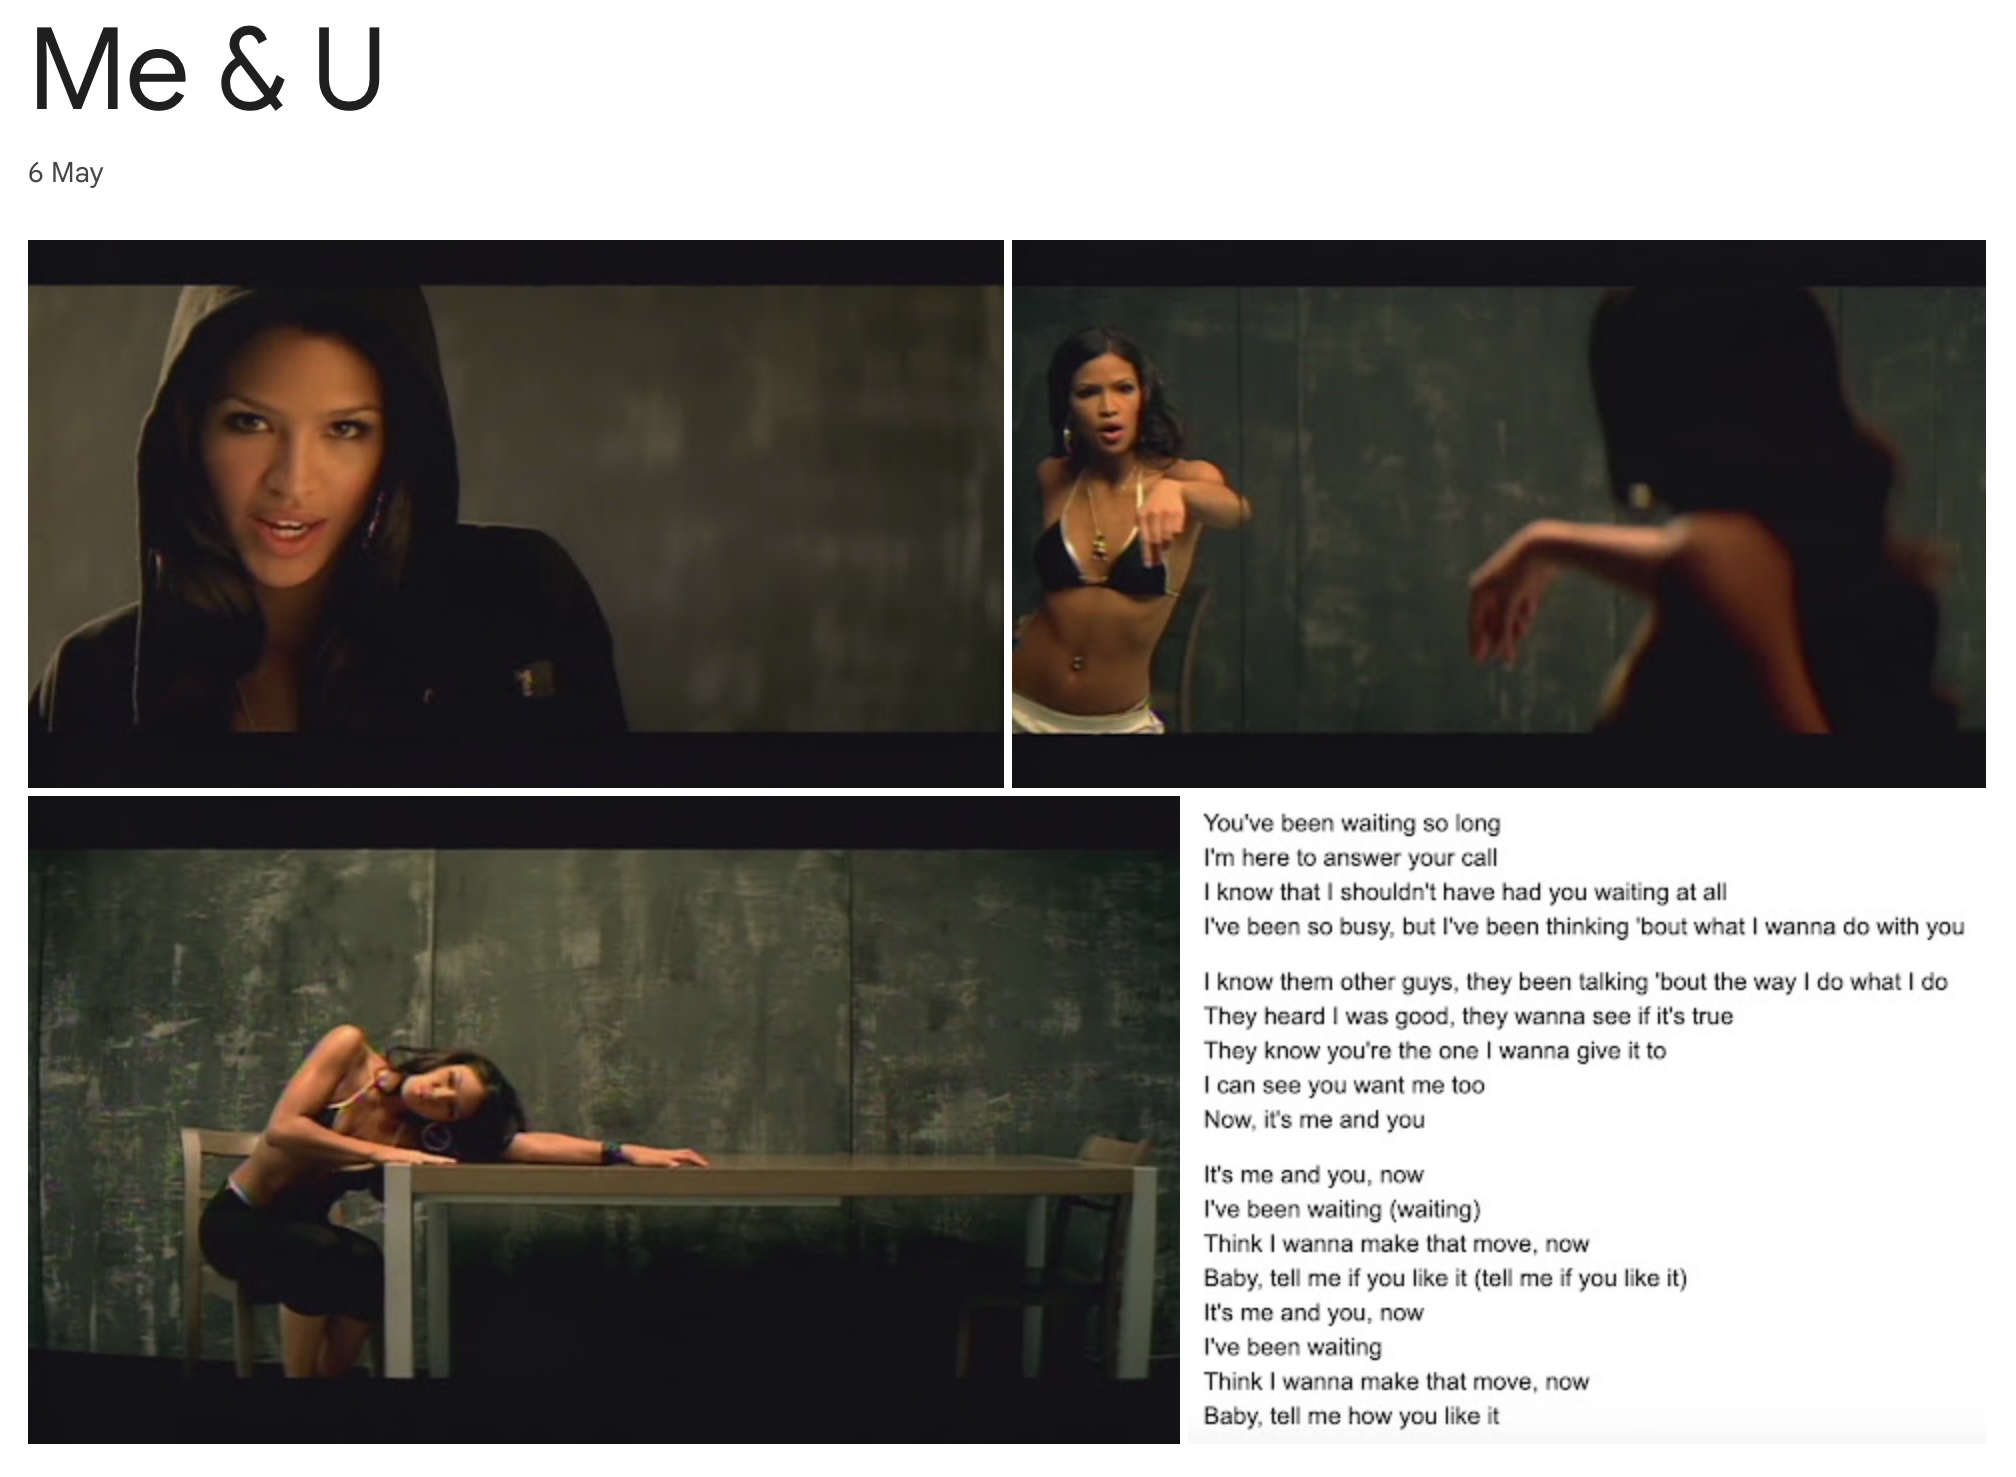 Me & U
6 May
You've been waiting so long
I'm here to answer your call
I know that I shouldn't have had you waiting at all
I've been so busy, but I've been thinking 'bout what I wanna do with you
I know them other guys, they been talking 'bout the way I do what I do
They heard I was good, they wanna see if it's true
They know you're the one I wanna give it to
I can see you want me too
Now, it's me and you
It's me and you, now
I've been waiting (waiting)
Think I wanna make that move, now
Baby, tell me if you like it (tell me if you like it)
It's me and you, now
I've been waiting
Think I wanna make that move, now
Baby, tell me how you like it